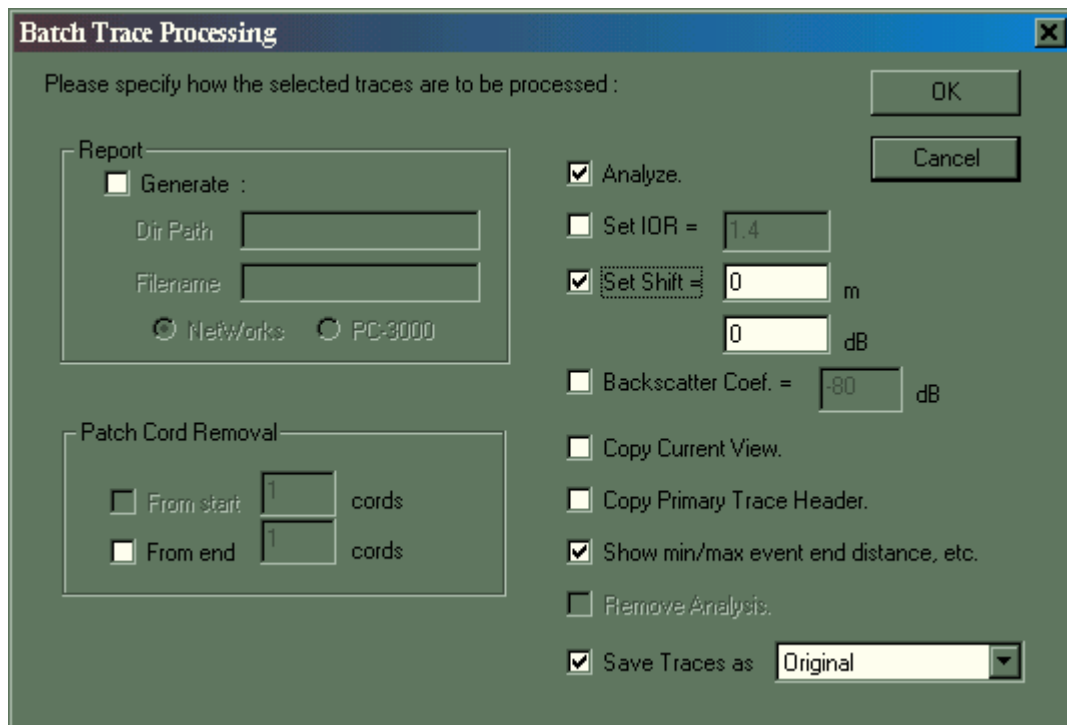 Batch Trace Processing
Please specify how the selected traces are to be processed :
OK
Cancel
Report
Generate :
Dir Path
Filename
NetWorks
PC-3000
Patch Cord Removal
From start 1 cords
From end 1 cords
Analyze.
Set IOR = 1.4
Set Shift = 0 m
0 dB
Backscatter Coef. = -80 dB
Copy Current View.
Copy Primary Trace Header.
Show min/max event end distance, etc.
Remove Analysis.
Save Traces as Original